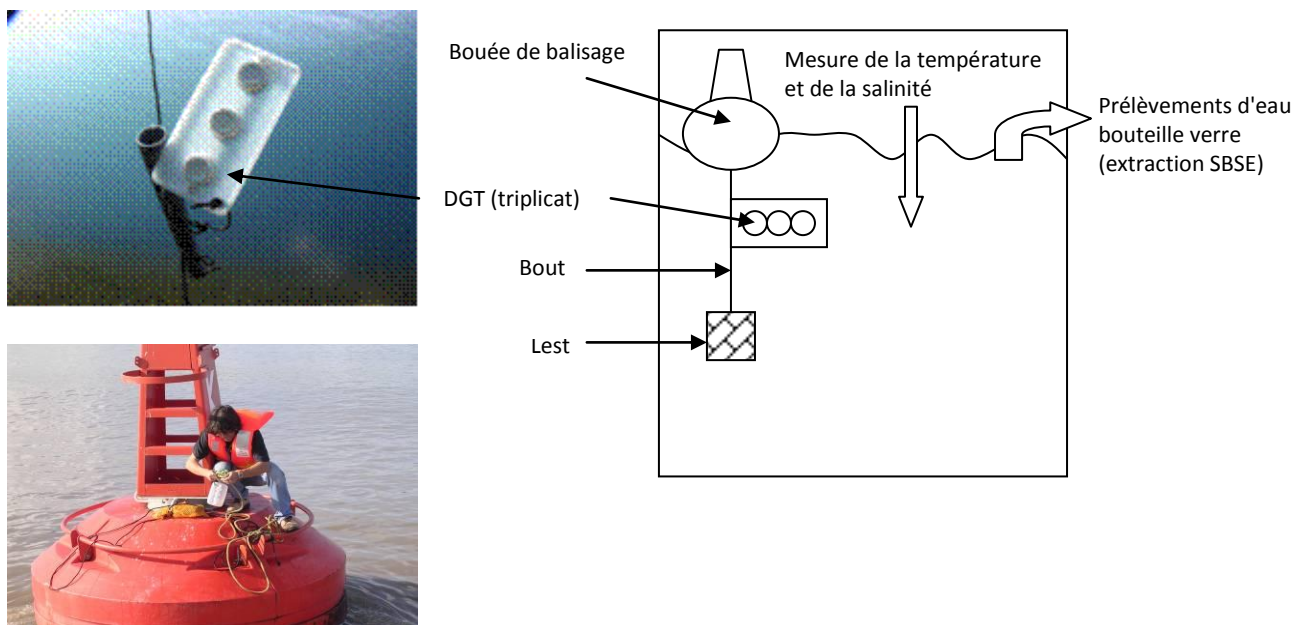 Bouée de balisage
Mesure de la température
et de la salinité
Prélèvements d'eau
bouteille verre
(extraction SBSE)
DGT (triplicat)
Bout
Lest